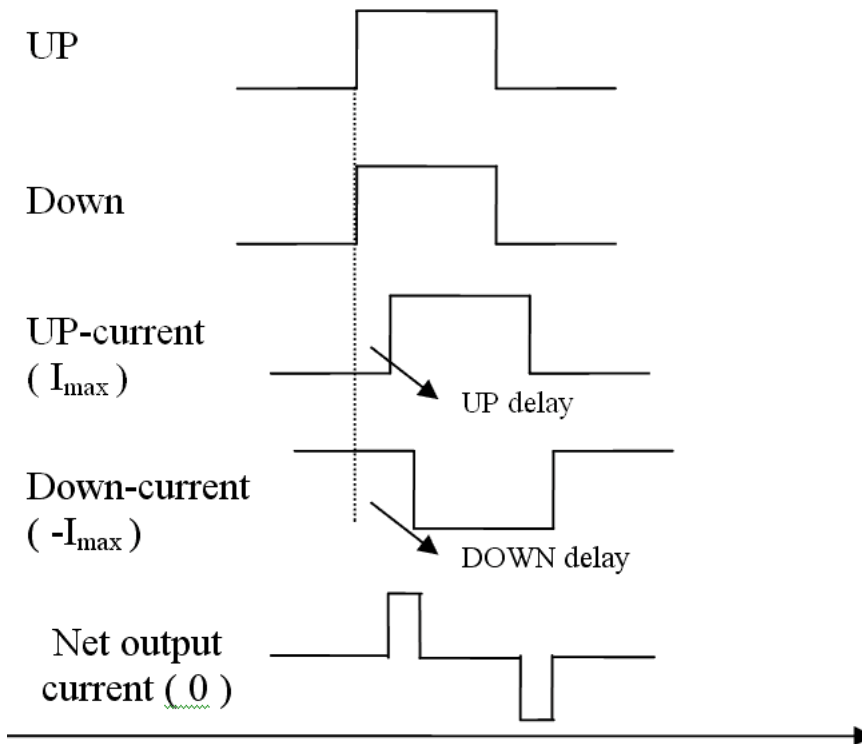 UP
Down
UP-current
( Imax )
UP delay
Down-current
( -Imax )
DOWN delay
Net output
current ( 0 )